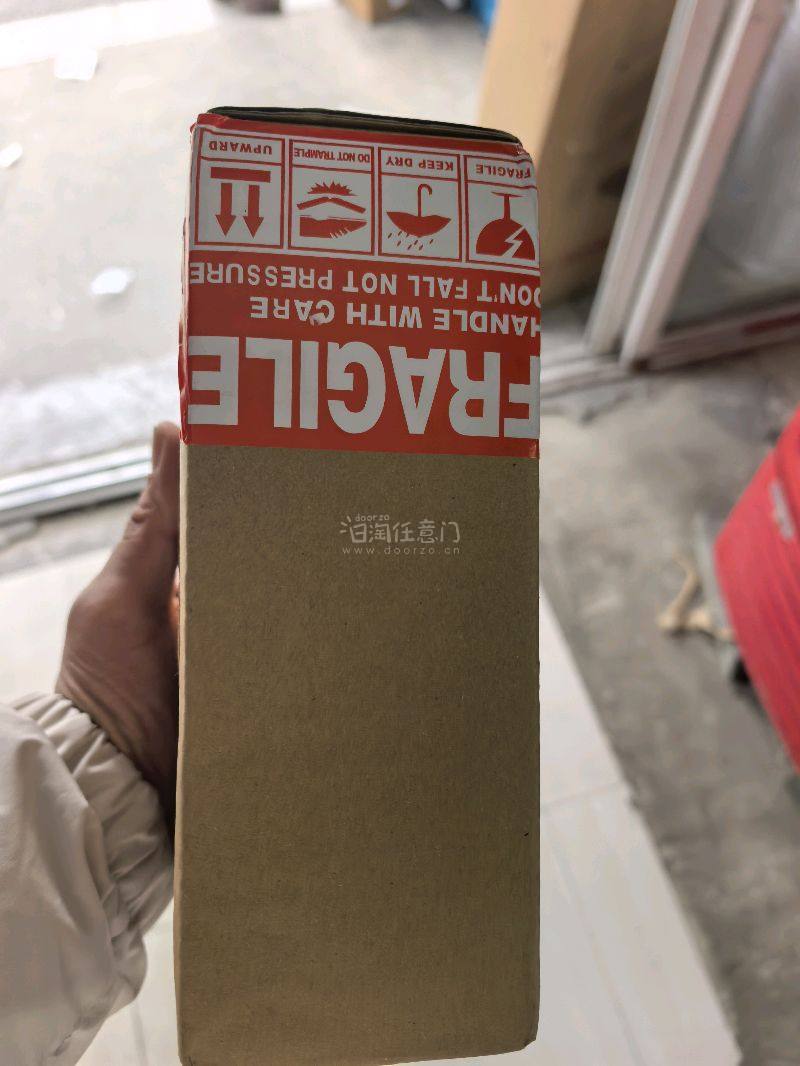 FRAGILE
KEEP DRY
DO NOT TRAMPLE
UPWARD
DON'T FALL NOT PRESSURE
HANDLE WITH CARE
FRAGILE
doorzo
日淘任意门
www.doorzo.cn